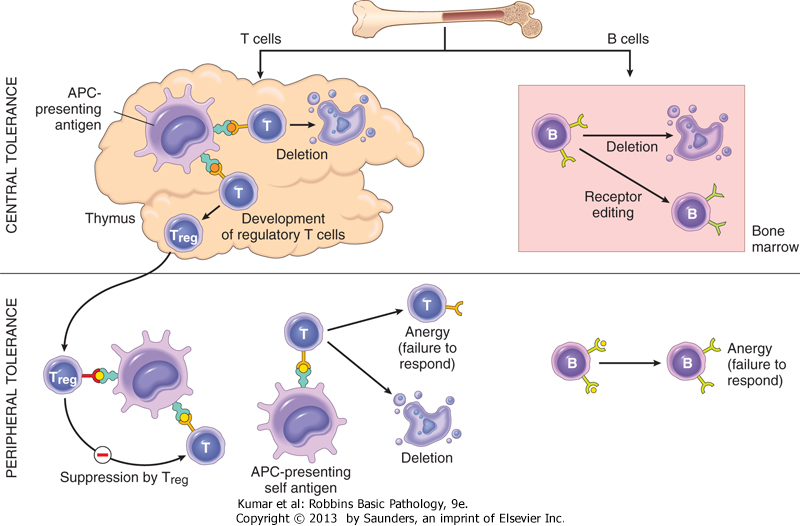 T cells
B cells
CENTRAL TOLERANCE
APC-
presenting
antigen
T
Deletion
T
Thymus
Development
of regulatory T cells
Treg
B
Deletion
Receptor
editing
B
Bone
marrow
PERIPHERAL TOLERANCE
Treg
T
Suppression by Treg
T
T
Anergy
(failure to
respond)
Deletion
APC-presenting
self antigen
B
B
Anergy
(failure to
respond)
Kumar et al: Robbins Basic Pathology, 9e.
Copyright © 2013 by Saunders, an imprint of Elsevier Inc.